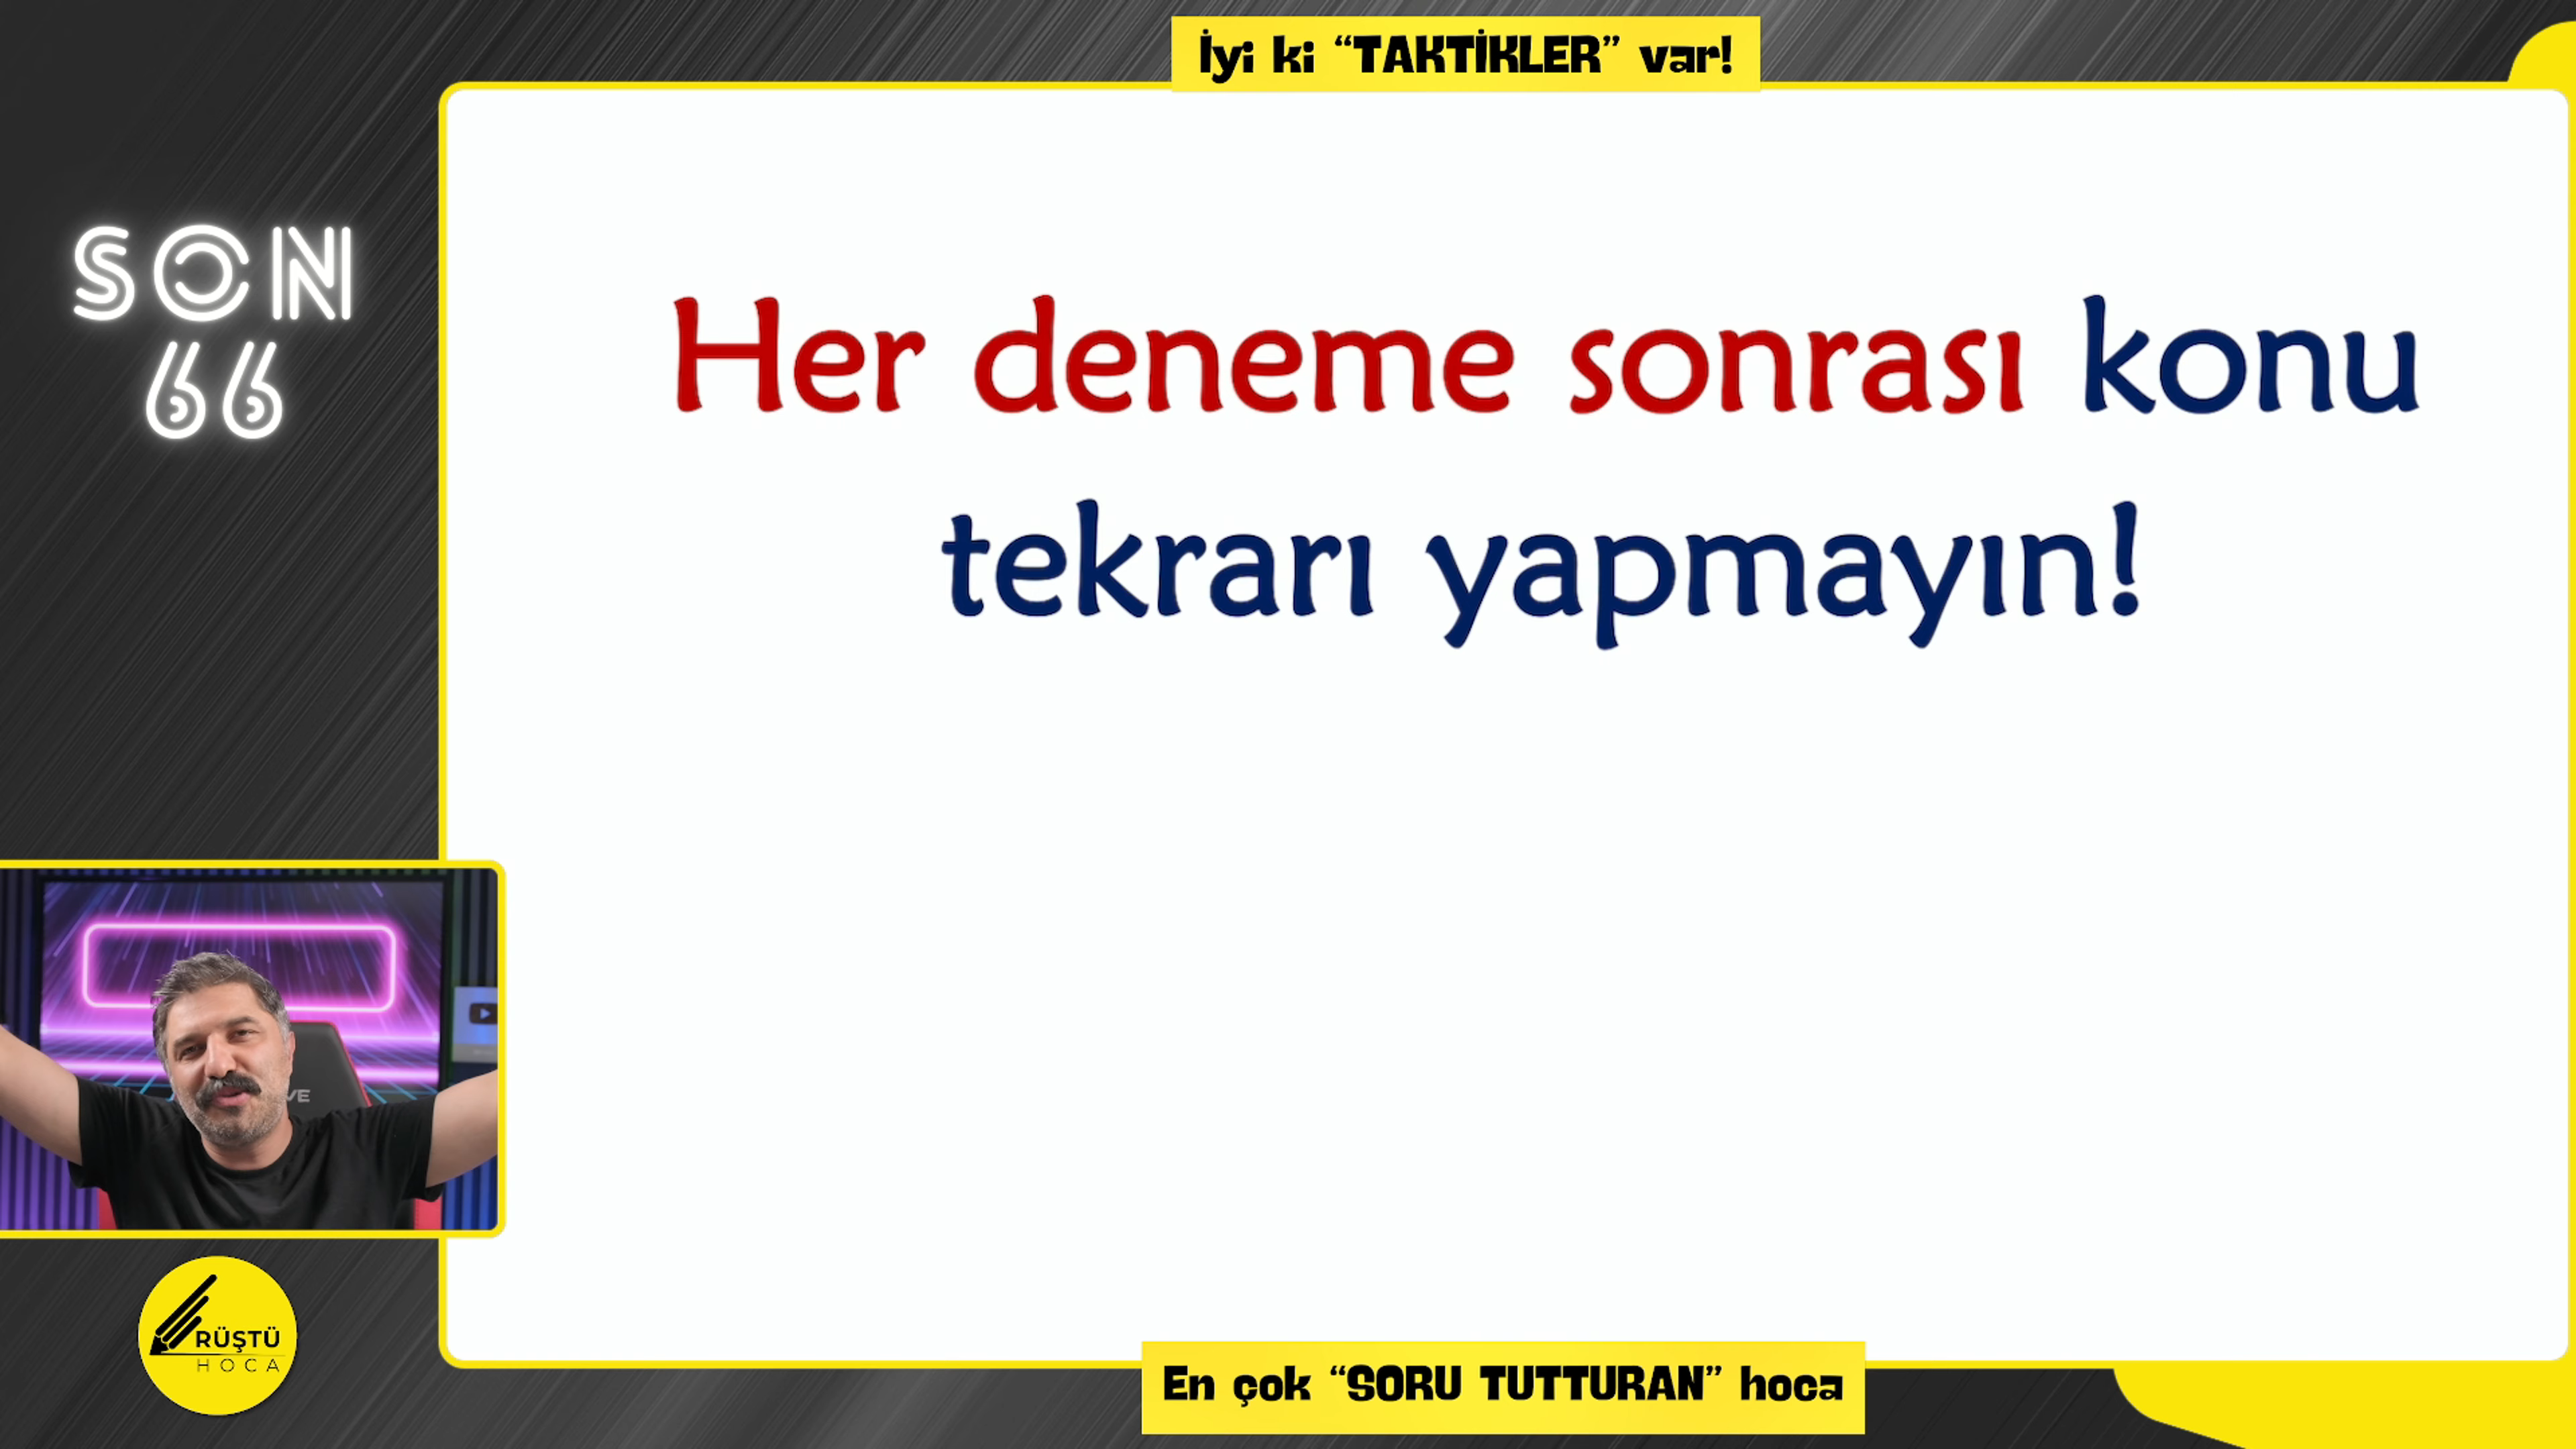 İyi ki “TAKTİKLER” var!
SON
66
Her deneme sonrası konu
tekrarı yapmayın!
VE
RÜŞTÜ
HOCA
En çok “SORU TUTTURAN” hoca